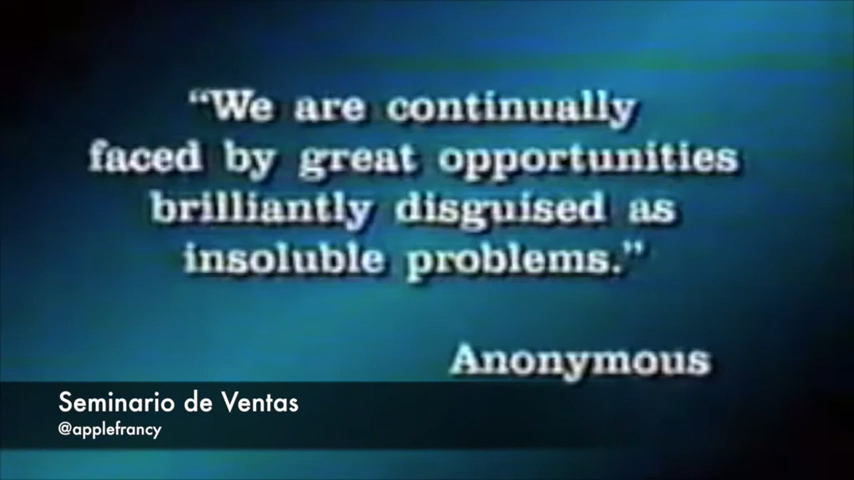 “We are continually
faced by great opportunities
brilliantly disguised as
insoluble problems.”
Anonymous
Seminario de Ventas
@applefrancy